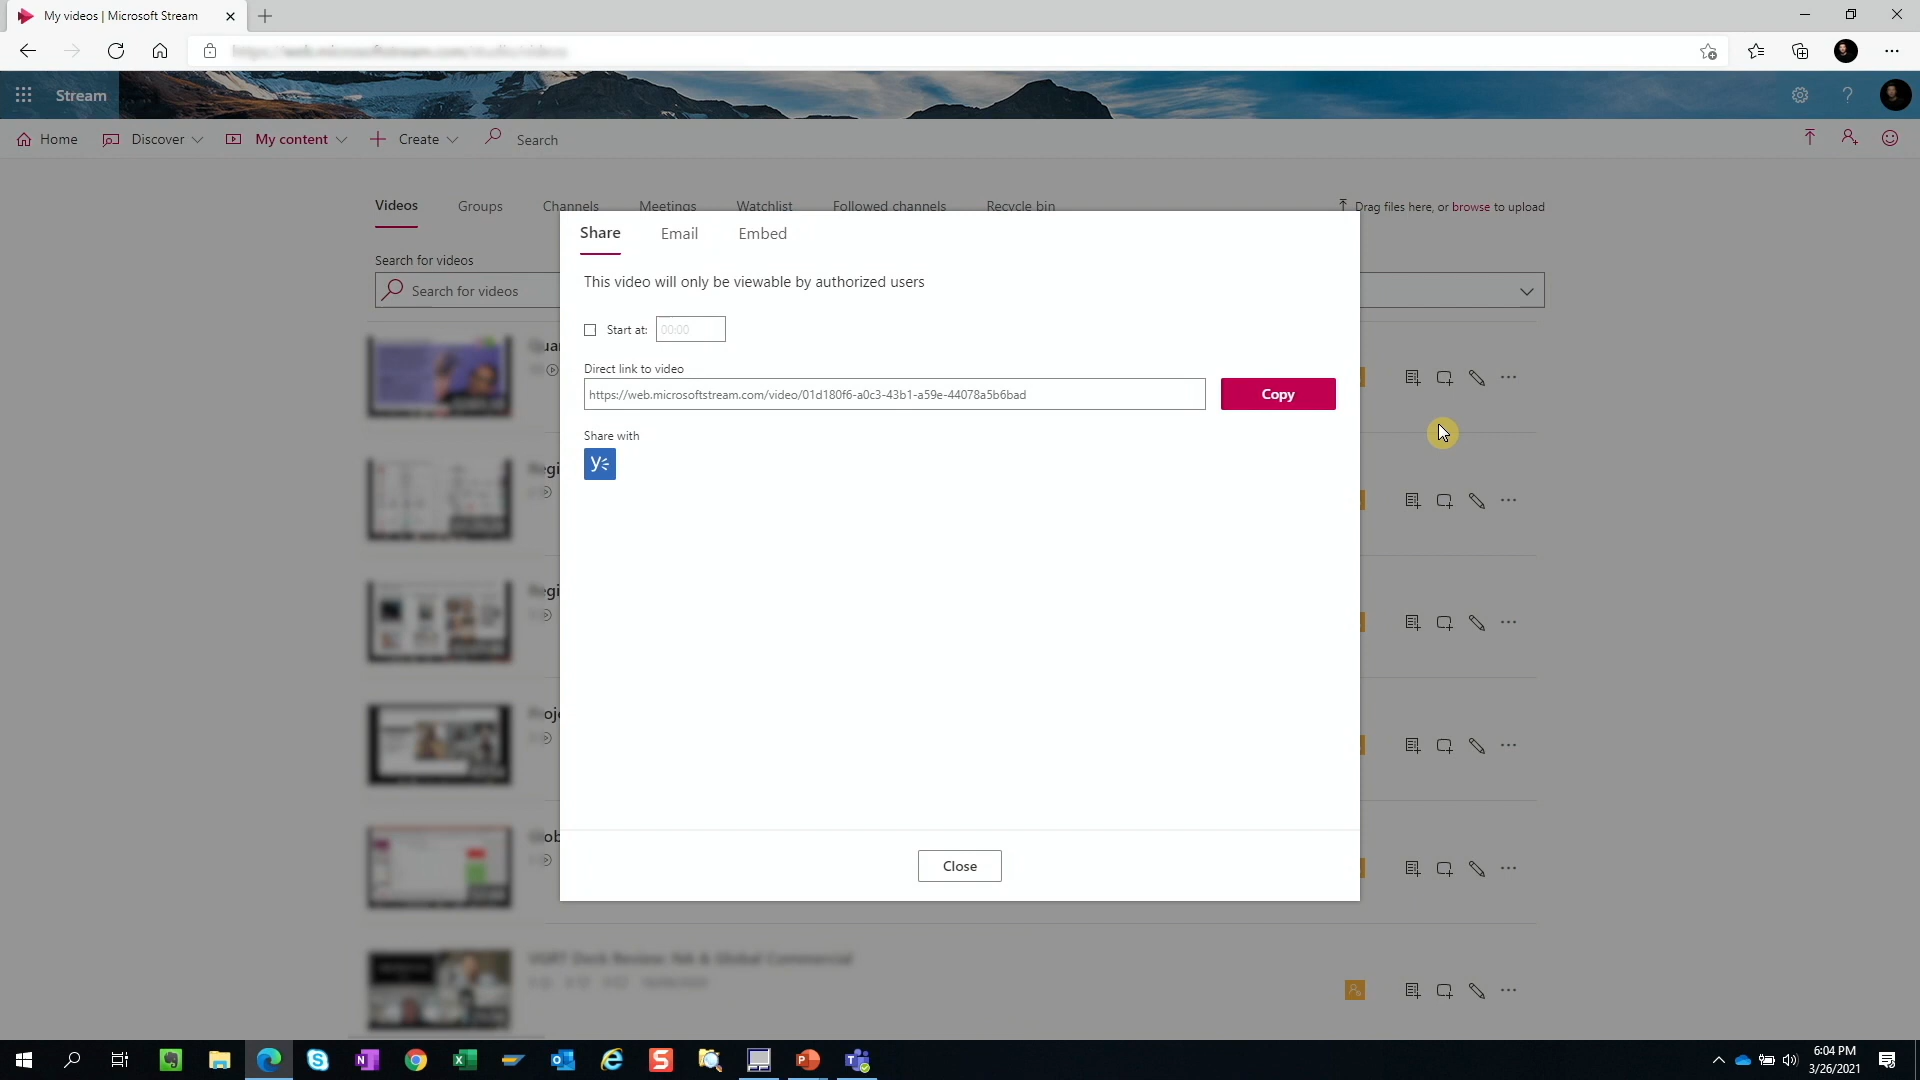 My videos | Microsoft Stream
Stream
Home
Discover
My content
Create
Search
Videos
Groups
Channels
Meetings
Watchlist
Followed channels
Recycle bin
Drag files here, or browse to upload
Search for videos
Search for videos
Share
Email
Embed
This video will only be viewable by authorized users
Start at:
00:00
Direct link to video
https://web.microsoftstream.com/video/01d180f6-a0c3-43b1-a59e-44078a5b6bad
Copy
Share with
Close
6:04 PM
3/26/2021